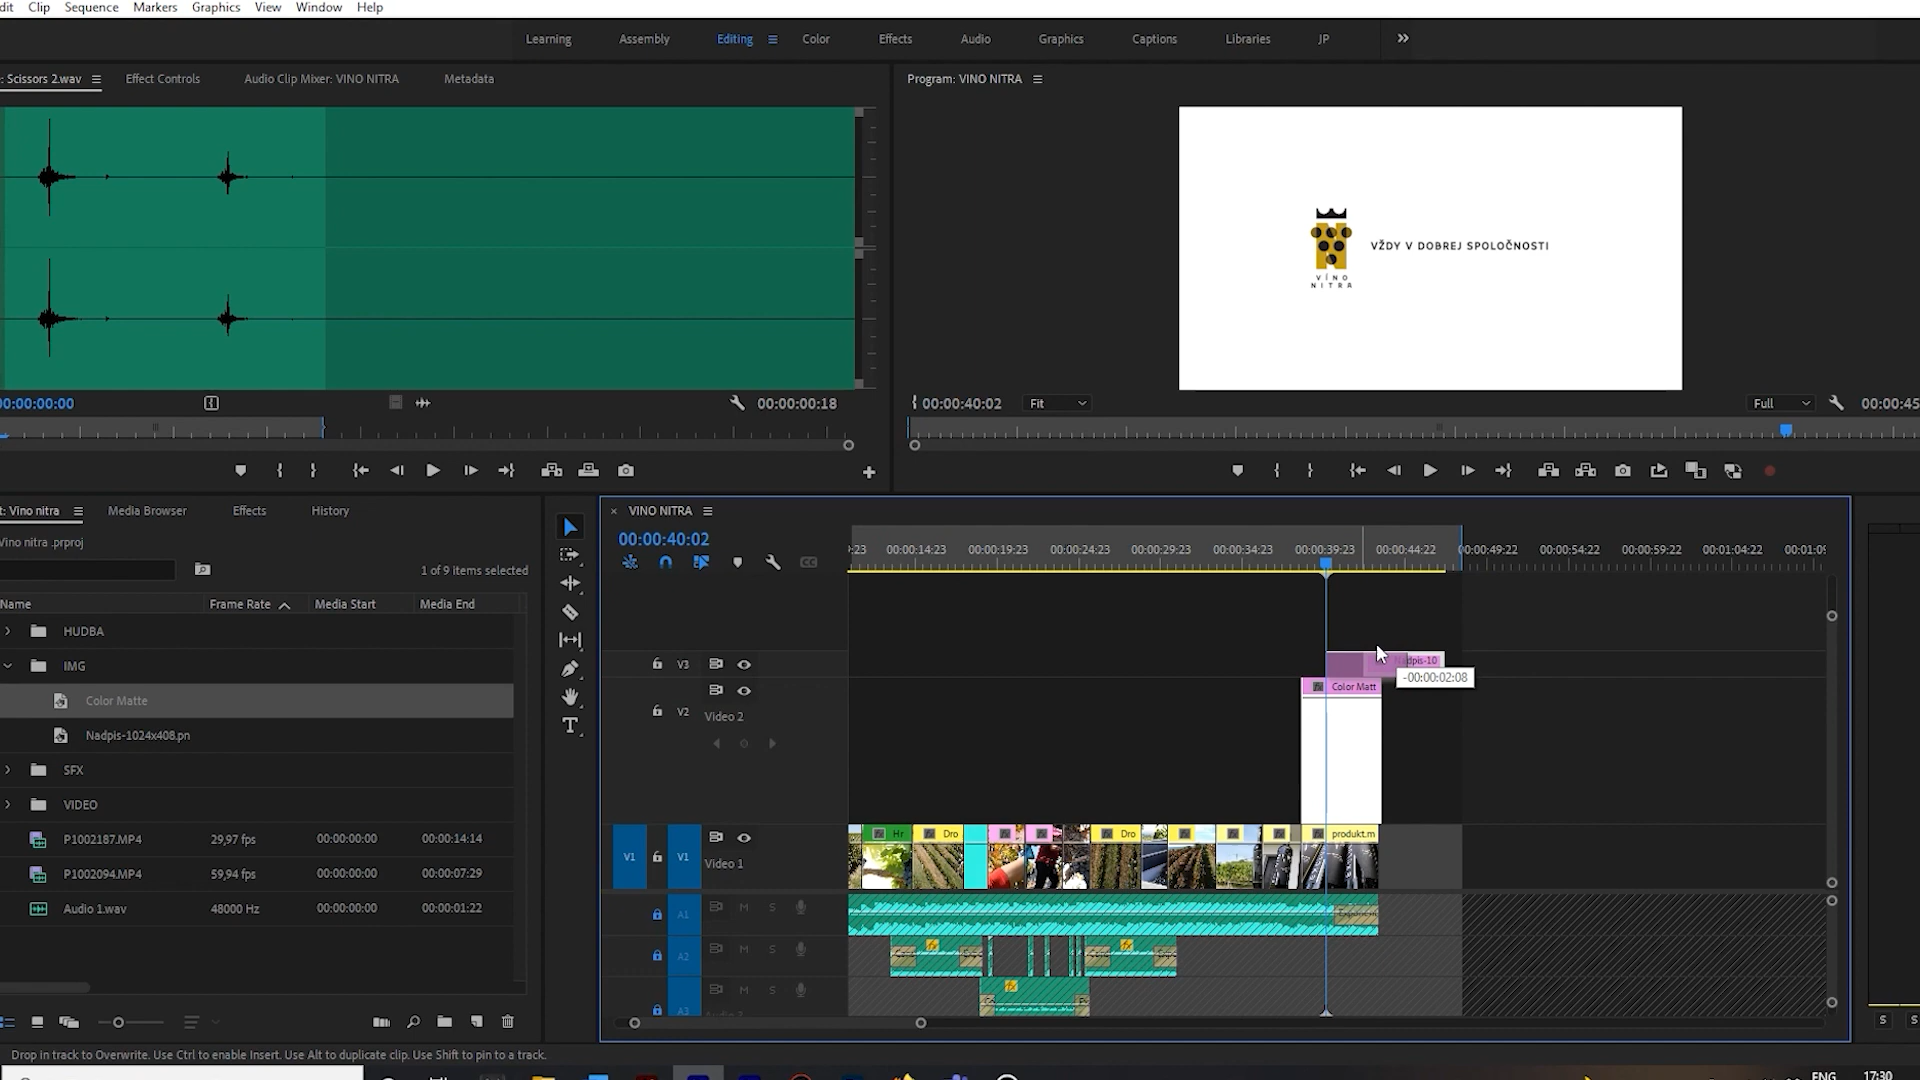 dit Clip Sequence Markers Graphics View Window Help
Learning Assembly Editing Color Effects Audio Graphics Captions Libraries JP
: Scissors 2.wav Effect Controls Audio Clip Mixer: VINO NITRA Metadata
Program: VINO NITRA
VŽDY V DOBREJ SPOLOČNOSTI
VÍNO
NITRA
00:00:00:00 00:00:00:18
00:00:40:02 Fit Full 00:00:45
t: Vino nitra Media Browser Effects History
Vino nitra .prproj
1 of 9 items selected
Name Frame Rate Media Start Media End
HUDBA
IMG
Color Matte
Nadpis-1024x408.pn
SFX
VIDEO
P1002187.MP4 29,97 fps 00:00:00:00 00:00:14:14
P1002094.MP4 59,94 fps 00:00:00:00 00:00:07:29
Audio 1.wav 48000 Hz 00:00:00:00 00:00:01:22
× VINO NITRA
00:00:40:02
:23 00:00:14:23 00:00:19:23 00:00:24:23 00:00:29:23 00:00:34:23 00:00:39:23 00:00:44:22 00:00:49:22 00:00:54:22 00:00:59:22 00:01:04:22 00:01:09
V3
Nadpis-10
-00:00:02:08
Color Matt
V2 Video 2
Hr Dro Dro produkt.m
V1 V1 Video 1
A1 M S
A2 M S
A3 M S
S S
Drop in track to Overwrite. Use Ctrl to enable Insert. Use Alt to duplicate clip. Use Shift to pin to a track.
ENG 17:30